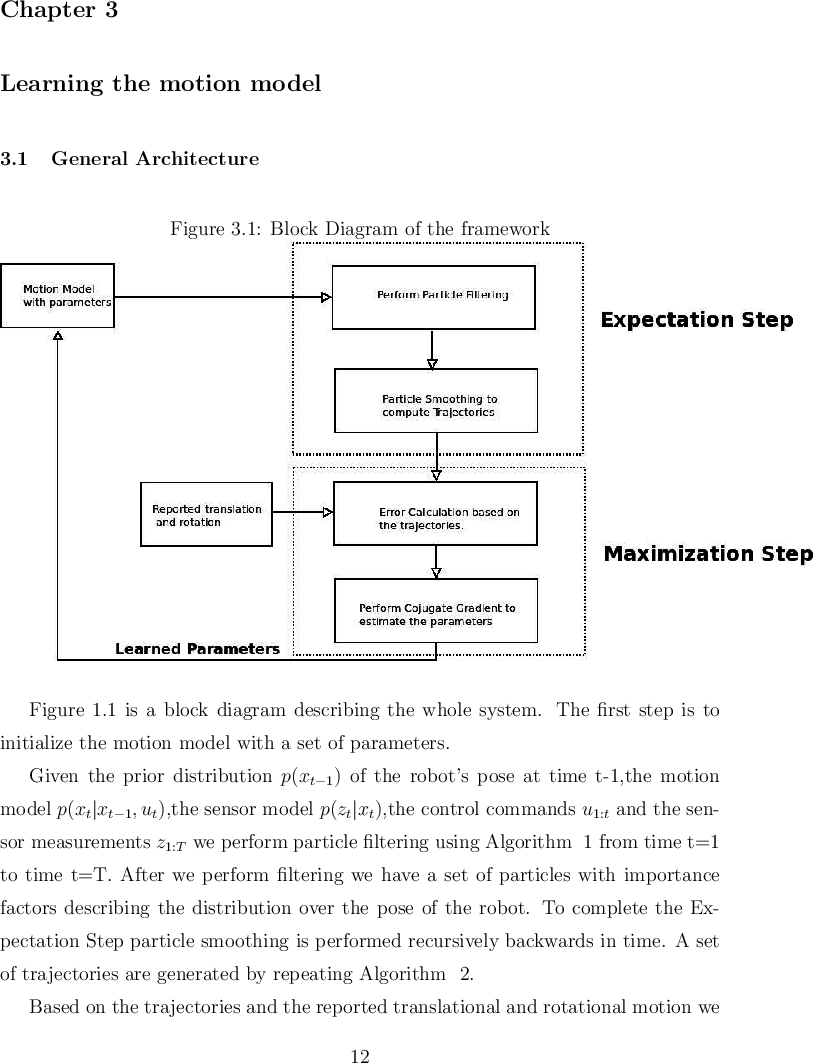 Chapter 3
Learning the motion model
3.1 General Architecture
Figure 3.1: Block Diagram of the framework
Motion Model
with parameters
Perform Particle Filtering
Expectation Step
Particle Smoothing to
compute Trajectories
Reported translation
and rotation
Error Calculation based on
the trajectories.
Maximization Step
Perform Cojugate Gradient to
estimate the parameters
Learned Parameters
Figure 1.1 is a block diagram describing the whole system. The first step is to
initialize the motion model with a set of parameters.
Given the prior distribution p(x_{t−1}) of the robot's pose at time t-1,the motion
model p(x_t|x_{t−1}, u_t),the sensor model p(z_t|x_t),the control commands u_{1:t} and the sen-
sor measurements z_{1:T} we perform particle filtering using Algorithm 1 from time t=1
to time t=T. After we perform filtering we have a set of particles with importance
factors describing the distribution over the pose of the robot. To complete the Ex-
pectation Step particle smoothing is performed recursively backwards in time. A set
of trajectories are generated by repeating Algorithm 2.
Based on the trajectories and the reported translational and rotational motion we
12